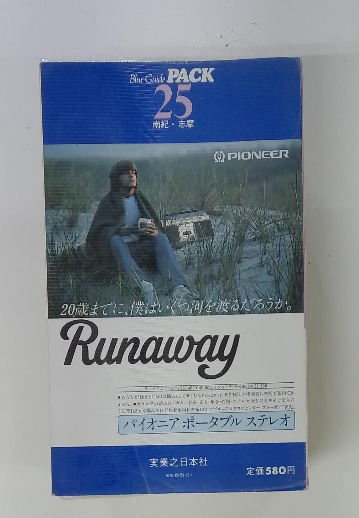 Blue Guide PACK
25
南紀・志摩
PIONEER
20歳までに、僕はいくつ河を渡るだろうか。
Runaway
パイオニア ポータブル ステレオ
実業之日本社
定価580円